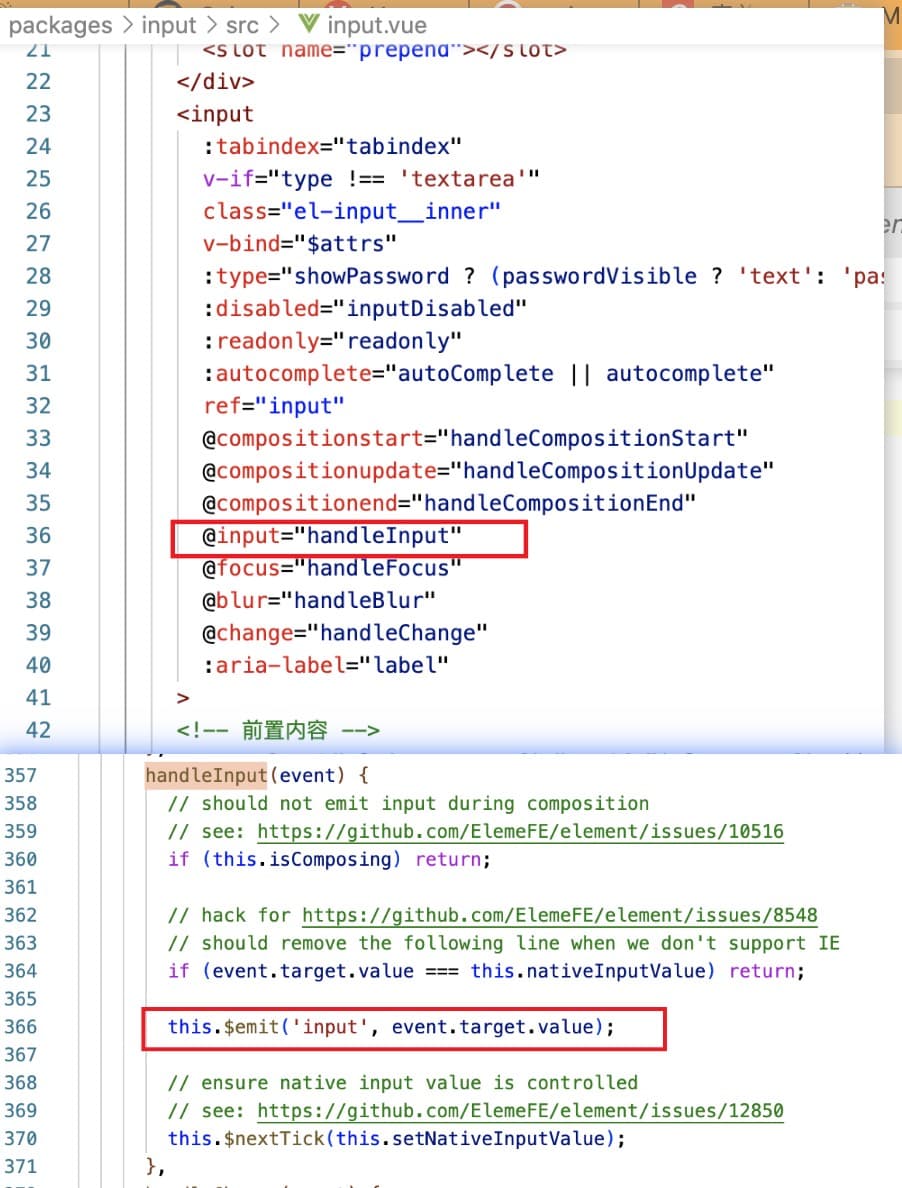 packages > input > src > input.vue
21 <slot name="prepend"></slot>
22 </div>
23 <input
24 :tabindex="tabindex"
25 v-if="type !== 'textarea'"
26 class="el-input__inner"
27 v-bind="$attrs"
28 :type="showPassword ? (passwordVisible ? 'text': 'pas
29 :disabled="inputDisabled"
30 :readonly="readonly"
31 :autocomplete="autoComplete || autocomplete"
32 ref="input"
33 @compositionstart="handleCompositionStart"
34 @compositionupdate="handleCompositionUpdate"
35 @compositionend="handleCompositionEnd"
36 @input="handleInput"
37 @focus="handleFocus"
38 @blur="handleBlur"
39 @change="handleChange"
40 :aria-label="label"
41 >
42 <!-- 前置内容 -->
357 handleInput(event) {
358 // should not emit input during composition
359 // see: https://github.com/ElemeFE/element/issues/10516
360 if (this.isComposing) return;
361
362 // hack for https://github.com/ElemeFE/element/issues/8548
363 // should remove the following line when we don't support IE
364 if (event.target.value === this.nativeInputValue) return;
365
366 this.$emit('input', event.target.value);
367
368 // ensure native input value is controlled
369 // see: https://github.com/ElemeFE/element/issues/12850
370 this.$nextTick(this.setNativeInputValue);
371 },